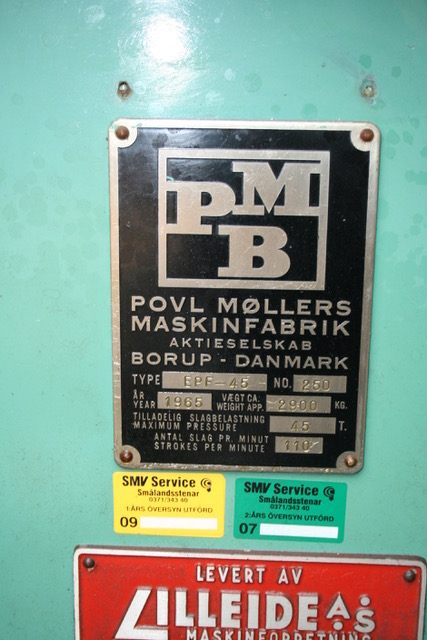 PMB
POVL MØLLERS
MASKINFABRIK
AKTIESELSKAB
BORUP - DANMARK
TYPE EPF-45 NO. 250
ÅR YEAR 1965 VÆGT CA. WEIGHT APP. 2900 KG.
TILLADELIG SLAGBELASTNING
MAXIMUM PRESSURE 45 T.
ANTAL SLAG PR. MINUT
STROKES PER MINUTE 110
SMV Service
Smålandsstenar
0371/343 40
1:ÅRS ÖVERSYN UTFÖRD
09
SMV Service
Smålandsstenar
0371/343 40
2:ÅRS ÖVERSYN UTFÖRD
07
LEVERT AV
LILLEIDE A/S
MASKINFORRETNING